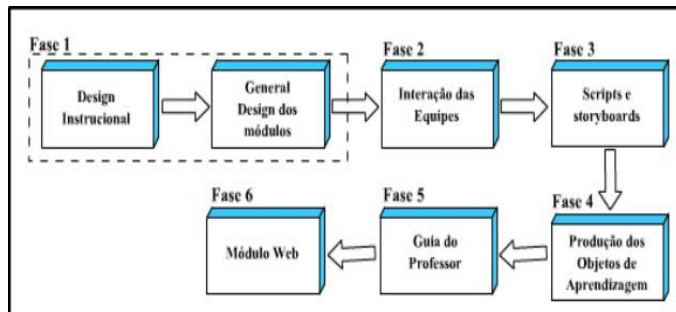 Fase 1
Design
Instrucional
General
Design dos
módulos
Fase 2
Interação das
Equipes
Fase 3
Scripts e
storyboards
Fase 4
Produção dos
Objetos de
Aprendizagem
Fase 5
Guia do
Professor
Fase 6
Módulo Web